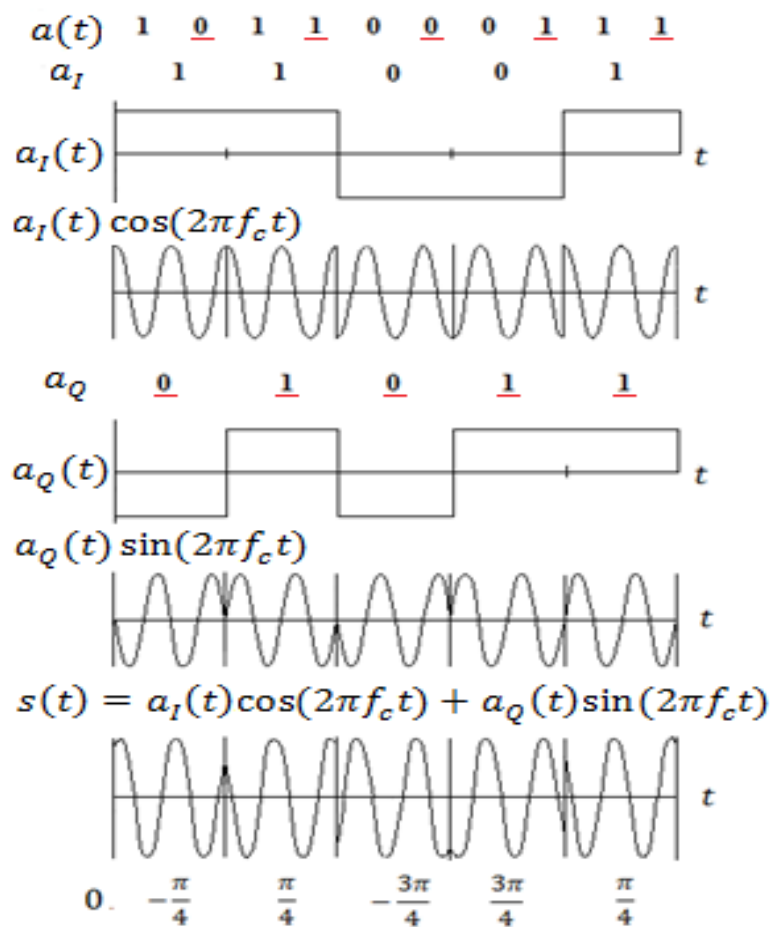 a(t) 1 0 1 1 0 0 0 1 1 1
a_I 1 1 0 0 1
a_I(t) t
a_I(t) cos(2πf_c t)
t
a_Q 0 1 0 1 1
a_Q(t) t
a_Q(t) sin(2πf_c t)
t
s(t) = a_I(t)cos(2πf_c t) + a_Q(t)sin(2πf_c t)
t
0. −π/4 π/4 −3π/4 3π/4 π/4